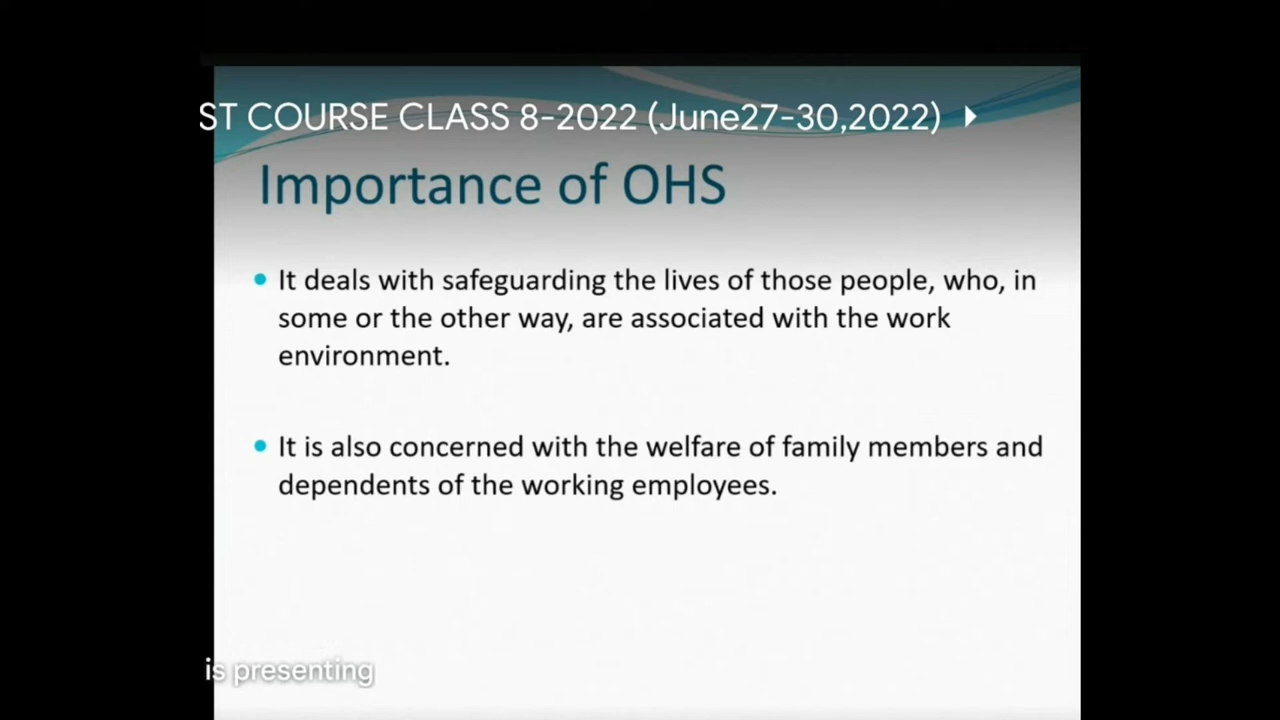 ST COURSE CLASS 8-2022 (June27-30,2022)
Importance of OHS
It deals with safeguarding the lives of those people, who, in
some or the other way, are associated with the work
environment.
It is also concerned with the welfare of family members and
dependents of the working employees.
is presenting